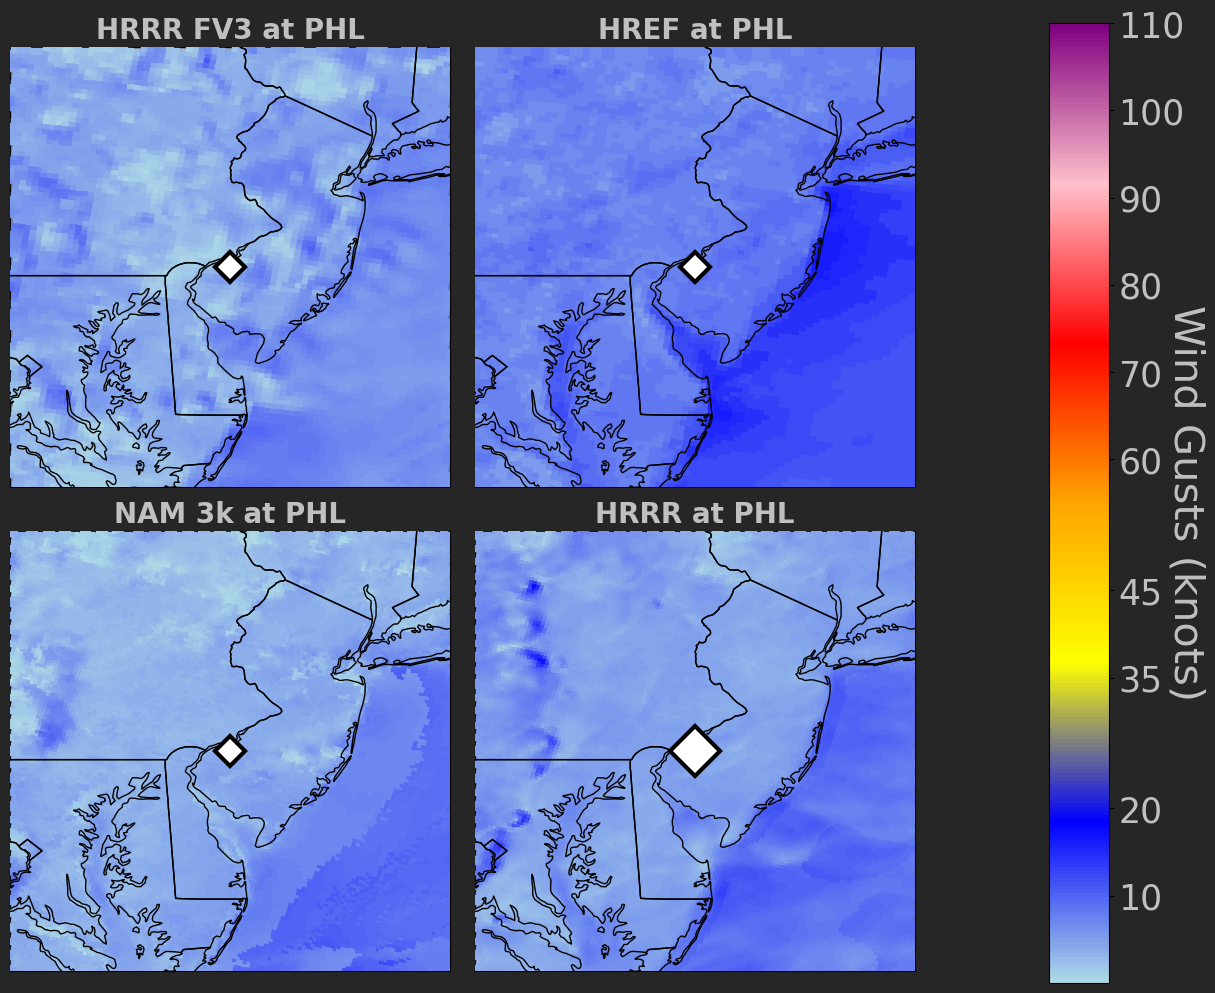 HRRR FV3 at PHL
HREF at PHL
NAM 3k at PHL
HRRR at PHL
110
100
90
80
70
60
45
35
20
10
Wind Gusts (knots)